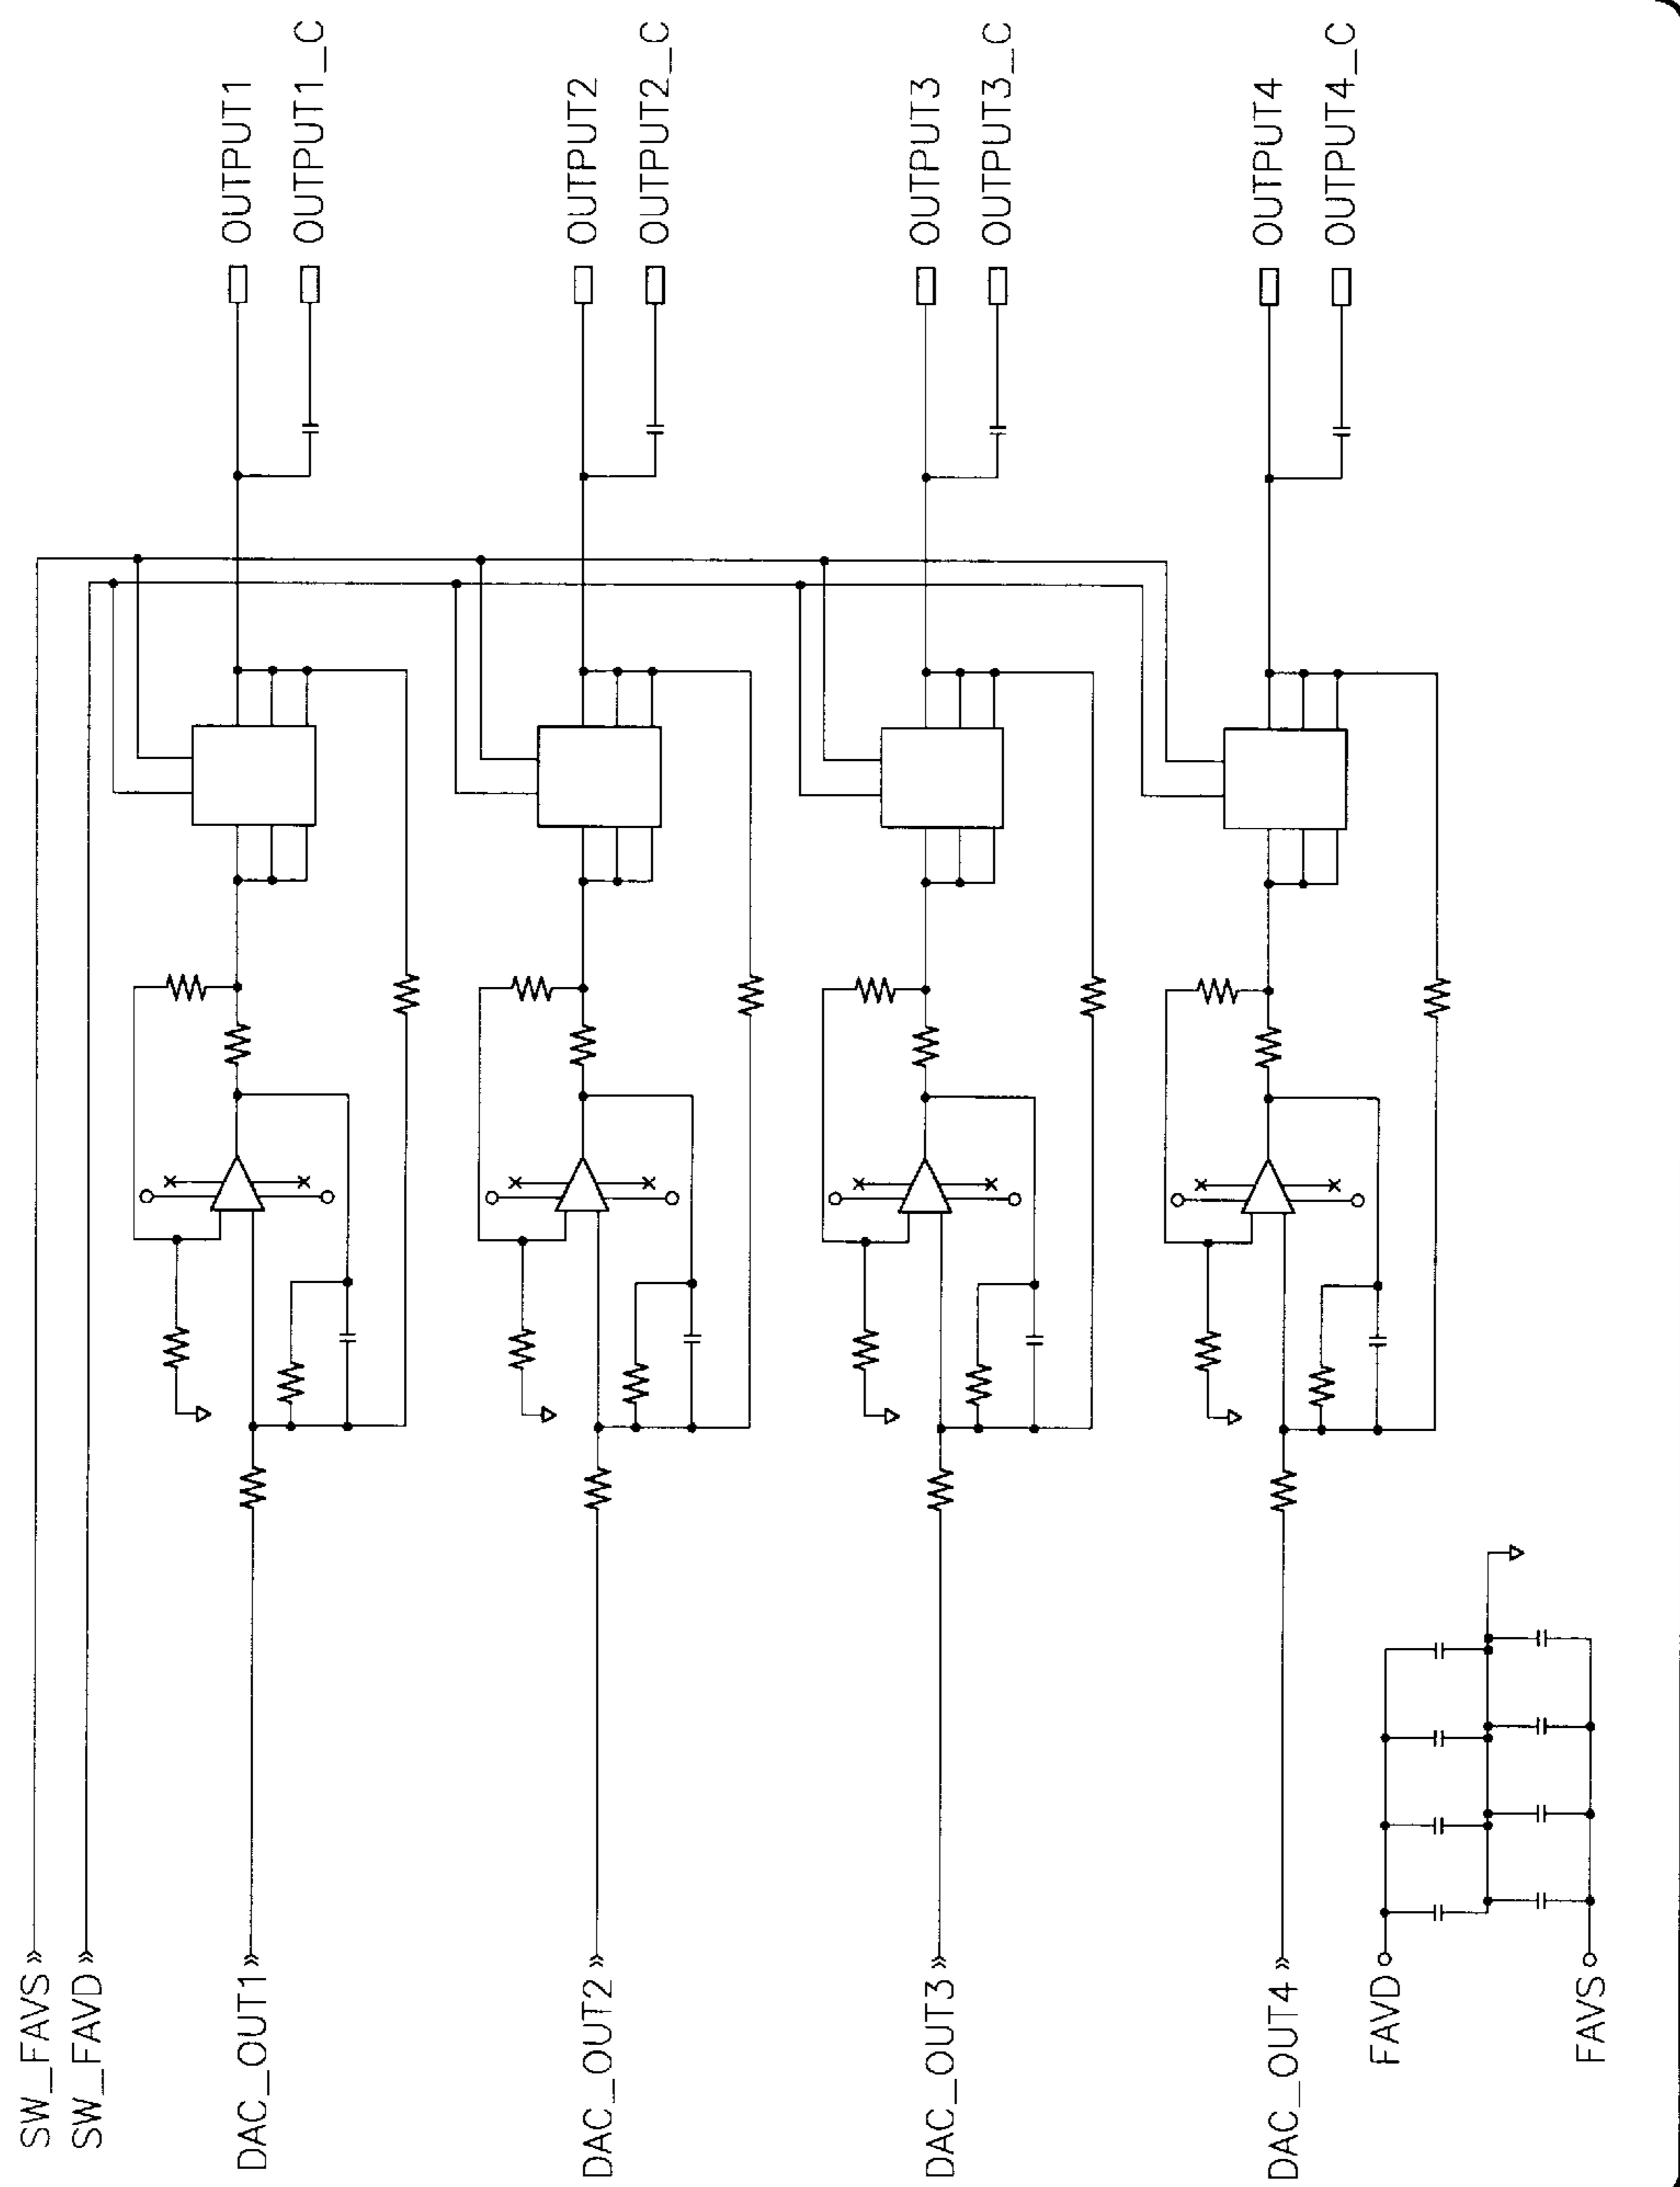 SW_FAVS
SW_FAVD
DAC_OUT1
OUTPUT1
OUTPUT1_C
DAC_OUT2
OUTPUT2
OUTPUT2_C
DAC_OUT3
OUTPUT3
OUTPUT3_C
DAC_OUT4
OUTPUT4
OUTPUT4_C
FAVD
FAVS